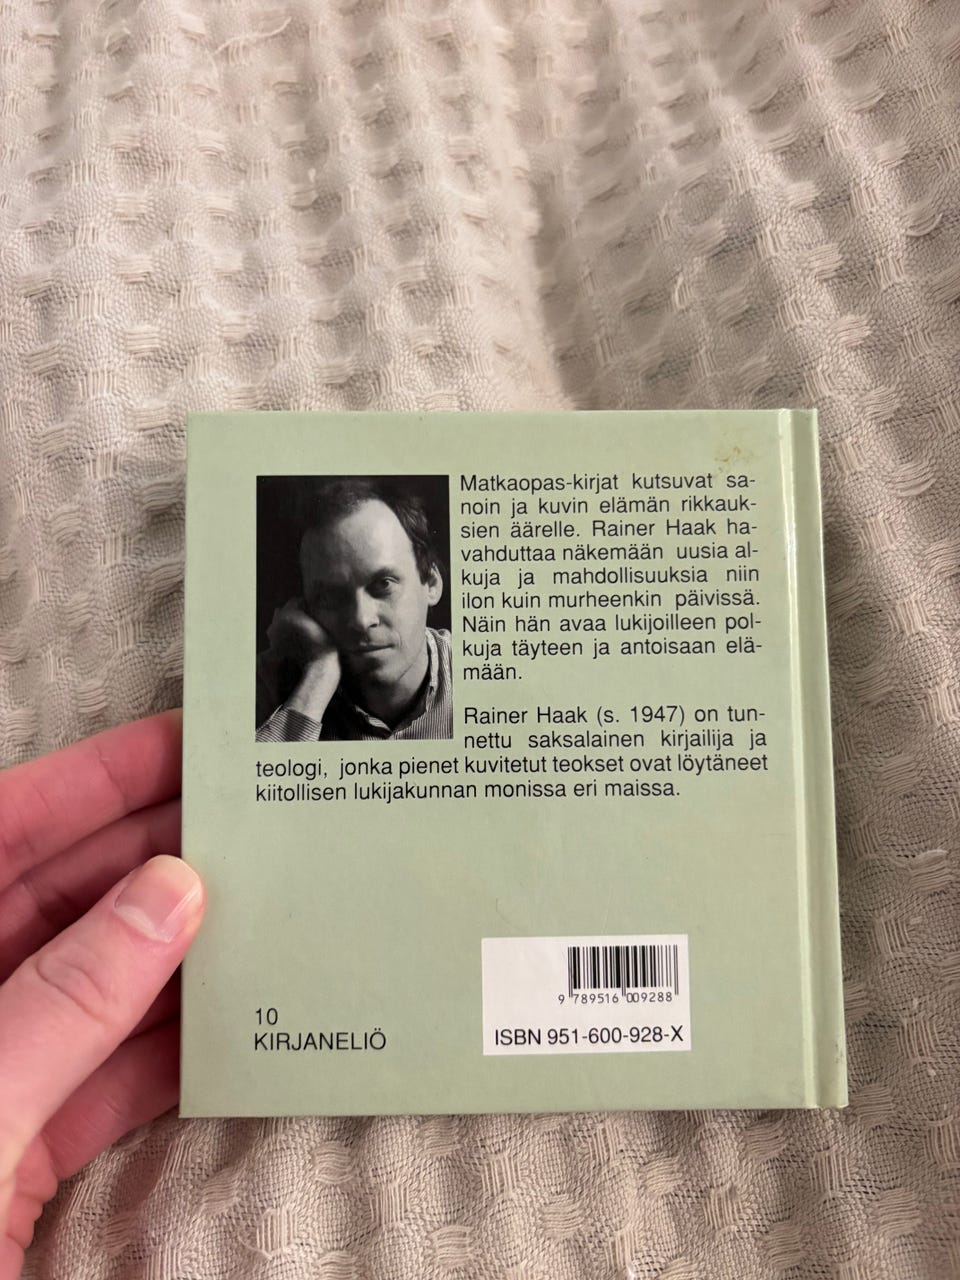 Matkaopas-kirjat kutsuvat sa-
noin ja kuvin elämän rikkauk-
sien äärelle. Rainer Haak ha-
vahduttaa näkemään uusia al-
kuja ja mahdollisuuksia niin
ilon kuin murheenkin päivissä.
Näin hän avaa lukijoilleen pol-
kuja täyteen ja antoisaan elä-
mään.
Rainer Haak (s. 1947) on tun-
nettu saksalainen kirjailija ja
teologi, jonka pienet kuvitetut teokset ovat löytäneet
kiitollisen lukijakunnan monissa eri maissa.
10
KIRJANELIÖ
9 789516 009288
ISBN 951-600-928-X